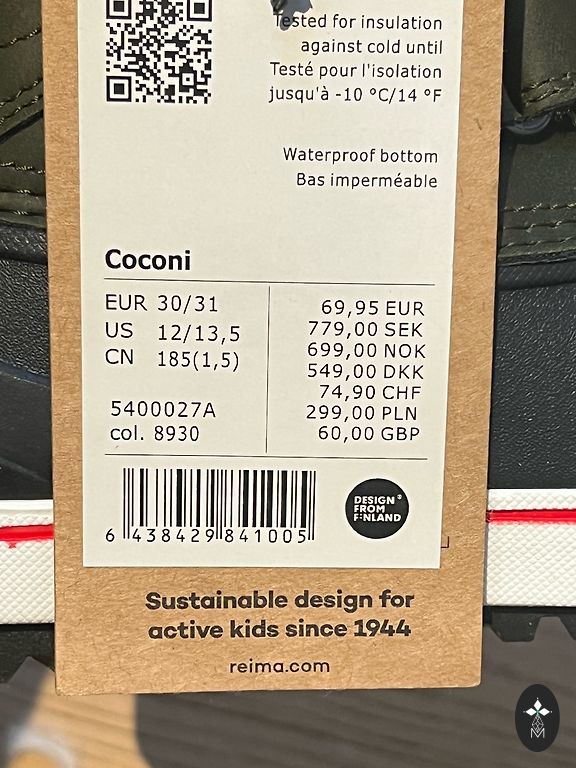 Tested for insulation
against cold until
Testé pour l'isolation
jusqu'à -10 °C/14 °F
Waterproof bottom
Bas imperméable
Coconi
EUR 30/31
US 12/13,5
CN 185(1,5)
5400027A
col. 8930
69,95 EUR
779,00 SEK
699,00 NOK
549,00 DKK
74,90 CHF
299,00 PLN
60,00 GBP
6 438429 841005
DESIGN
FROM
FINLAND
Sustainable design for
active kids since 1944
reima.com
M